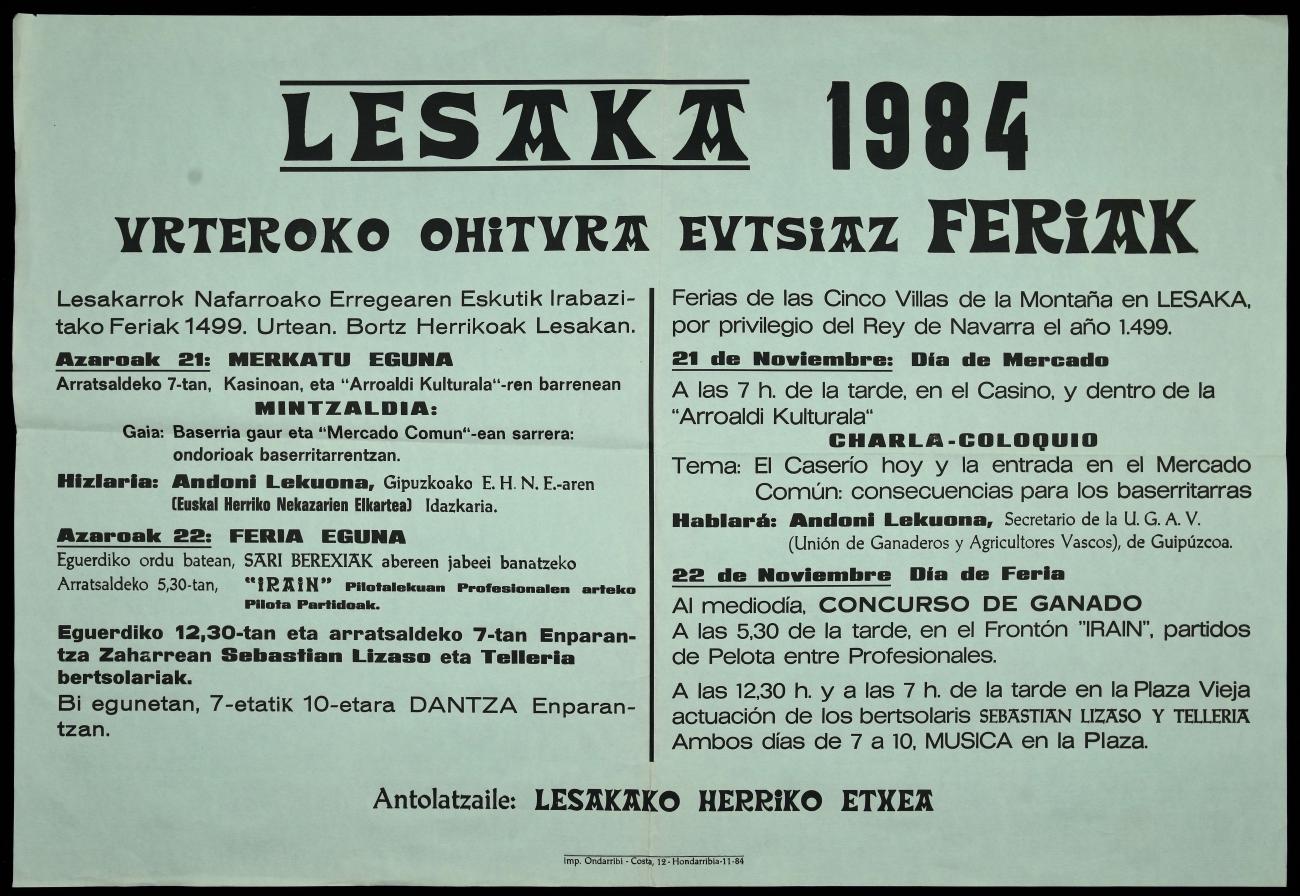 LESAKA 1984
URTEROKO OHiTURA EUTSiAZ FERiAK
Lesakarrok Nafarroako Erregearen Eskutik Irabazi-
tako Feriak 1499. Urtean. Bortz Herrikoak Lesakan.
Azaroak 21: MERKATU EGUNA
Arratsaldeko 7-tan, Kasinoan, eta “Arroaldi Kulturala“-ren barrenean
MINTZALDIA:
Gaia: Baserria gaur eta “Mercado Comun“-ean sarrera:
ondorioak baserritarrentzan.
Hizlaria: Andoni Lekuona, Gipuzkoako E. H. N. E.-aren
(Euskal Herriko Nekazarien Elkartea) Idazkaria.
Azaroak 22: FERIA EGUNA
Eguerdiko ordu batean, SARI BEREXIAK abereen jabeei banatzeko
Arratsaldeko 5,30-tan, “IRAIN” Pilotalekuan Profesionalen arteko
Pilota Partidoak.
Eguerdiko 12,30-tan eta arratsaldeko 7-tan Enparan-
tza Zaharrean Sebastian Lizaso eta Telleria
bertsolariak.
Bi egunetan, 7-etatiK 10-etara DANTZA Enparan-
tzan.
Ferias de las Cinco Villas de la Montaña en LESAKA,
por privilegio del Rey de Navarra el año 1.499.
21 de Noviembre: Día de Mercado
A las 7 h. de la tarde, en el Casino, y dentro de la
“Arroaldi Kulturala“
CHARLA-COLOQUIO
Tema: El Caserío hoy y la entrada en el Mercado
Común: consecuencias para los baserritarras
Hablará: Andoni Lekuona, Secretario de la U. G. A. V.
(Unión de Ganaderos y Agricultores Vascos), de Guipúzcoa.
22 de Noviembre Día de Feria
Al mediodía, CONCURSO DE GANADO
A las 5,30 de la tarde, en el Frontón ”IRAIN”, partidos
de Pelota entre Profesionales.
A las 12,30 h. y a las 7 h. de la tarde en la Plaza Vieja
actuación de los bertsolaris SEBASTIAN LIZASO Y TELLERIA
Ambos días de 7 a 10, MUSICA en la Plaza.
Antolatzaile: LESAKAKO HERRiKO ETXEA
Imp. Ondarribi - Costa, 12 - Hondarribia-11-84